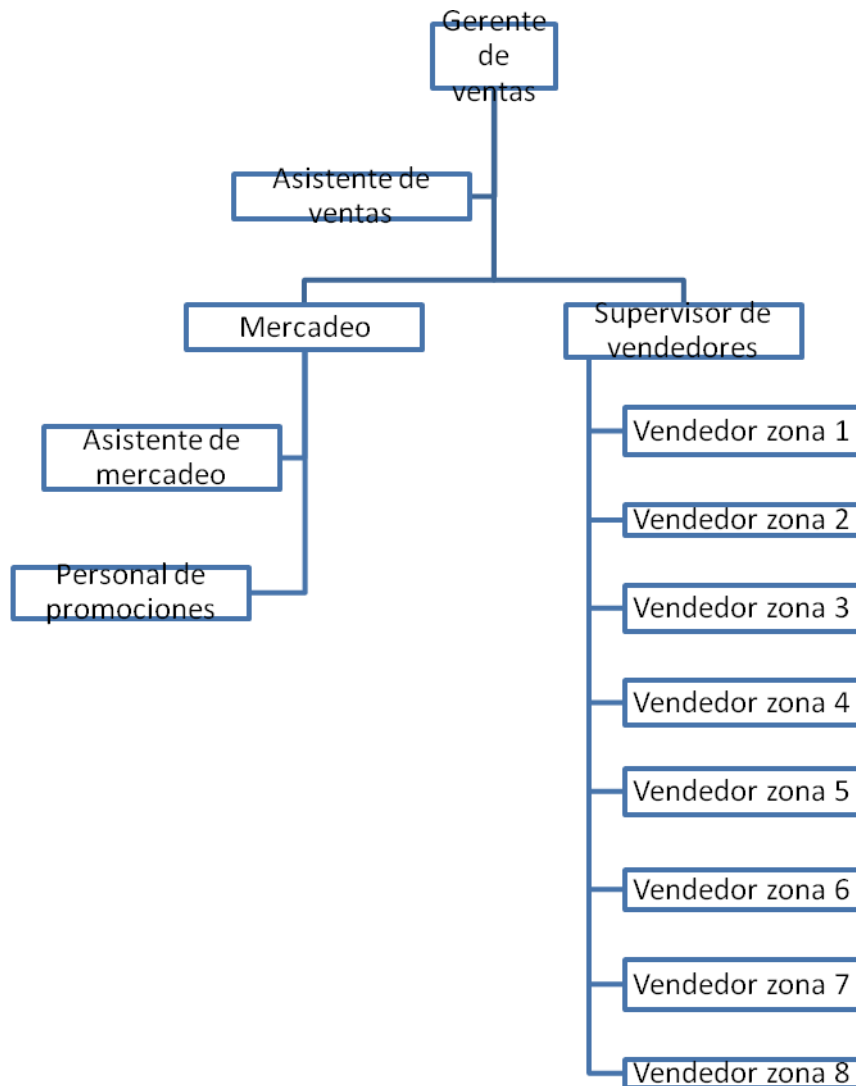 Gerente
de
ventas
Asistente de
ventas
Mercadeo
Supervisor de
vendedores
Asistente de
mercadeo
Personal de
promociones
Vendedor zona 1
Vendedor zona 2
Vendedor zona 3
Vendedor zona 4
Vendedor zona 5
Vendedor zona 6
Vendedor zona 7
Vendedor zona 8